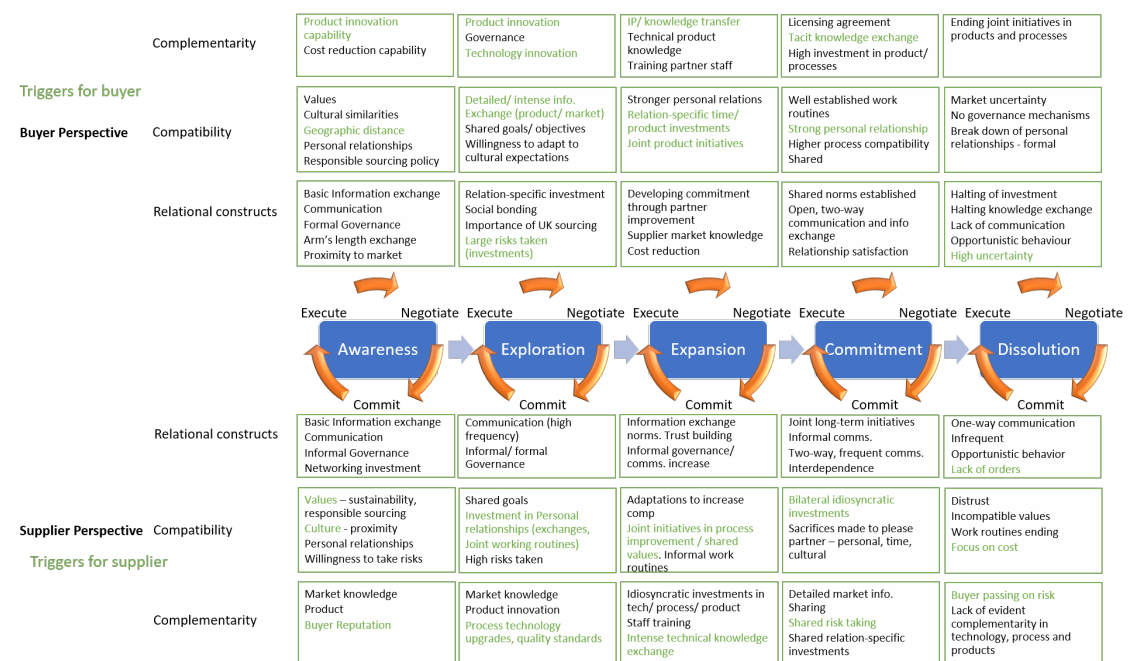 Complementarity
Product innovation
capability
Cost reduction capability
Product innovation
Governance
Technology innovation
IP/ knowledge transfer
Technical product
knowledge
Training partner staff
Licensing agreement
Tacit knowledge exchange
High investment in product/
processes
Ending joint initiatives in
products and processes
Triggers for buyer
Buyer Perspective
Compatibility
Values
Cultural similarities
Geographic distance
Personal relationships
Responsible sourcing policy
Detailed/ intense info.
Exchange (product/ market)
Shared goals/ objectives
Willingness to adapt to
cultural expectations
Stronger personal relations
Relation-specific time/
product investments
Joint product initiatives
Well established work
routines
Strong personal relationship
Higher process compatibility
Shared
Market uncertainty
No governance mechanisms
Break down of personal
relationships - formal
Relational constructs
Basic Information exchange
Communication
Formal Governance
Arm's length exchange
Proximity to market
Relation-specific investment
Social bonding
Importance of UK sourcing
Large risks taken
(investments)
Developing commitment
through partner
improvement
Supplier market knowledge
Cost reduction
Shared norms established
Open, two-way
communication and info
exchange
Relationship satisfaction
Halting of investment
Halting knowledge exchange
Lack of communication
Opportunistic behaviour
High uncertainty
Execute
Negotiate
Execute
Negotiate
Execute
Negotiate
Execute
Negotiate
Execute
Negotiate
Awareness
Exploration
Expansion
Commitment
Dissolution
Commit
Commit
Commit
Commit
Commit
Relational constructs
Basic Information exchange
Communication
Informal Governance
Networking investment
Communication (high
frequency)
Informal/ formal
Governance
Information exchange
norms. Trust building
Informal governance/
comms. increase
Joint long-term initiatives
Informal comms.
Two-way, frequent comms.
Interdependence
One-way communication
Infrequent
Opportunistic behavior
Lack of orders
Supplier Perspective
Compatibility
Triggers for supplier
Values – sustainability,
responsible sourcing
Culture - proximity
Personal relationships
Willingness to take risks
Shared goals
Investment in Personal
relationships (exchanges,
Joint working routines)
High risks taken
Adaptations to increase
comp
Joint initiatives in process
improvement / shared
values. Informal work
routines
Bilateral idiosyncratic
investments
Sacrifices made to please
partner – personal, time,
cultural
Distrust
Incompatible values
Work routines ending
Focus on cost
Complementarity
Market knowledge
Product
Buyer Reputation
Market knowledge
Product innovation
Process technology
upgrades, quality standards
Idiosyncratic investments in
tech/ process/ product
Staff training
Intense technical knowledge
exchange
Detailed market info.
Sharing
Shared risk taking
Shared relation-specific
investments
Buyer passing on risk
Lack of evident
complementarity in
technology, process and
products